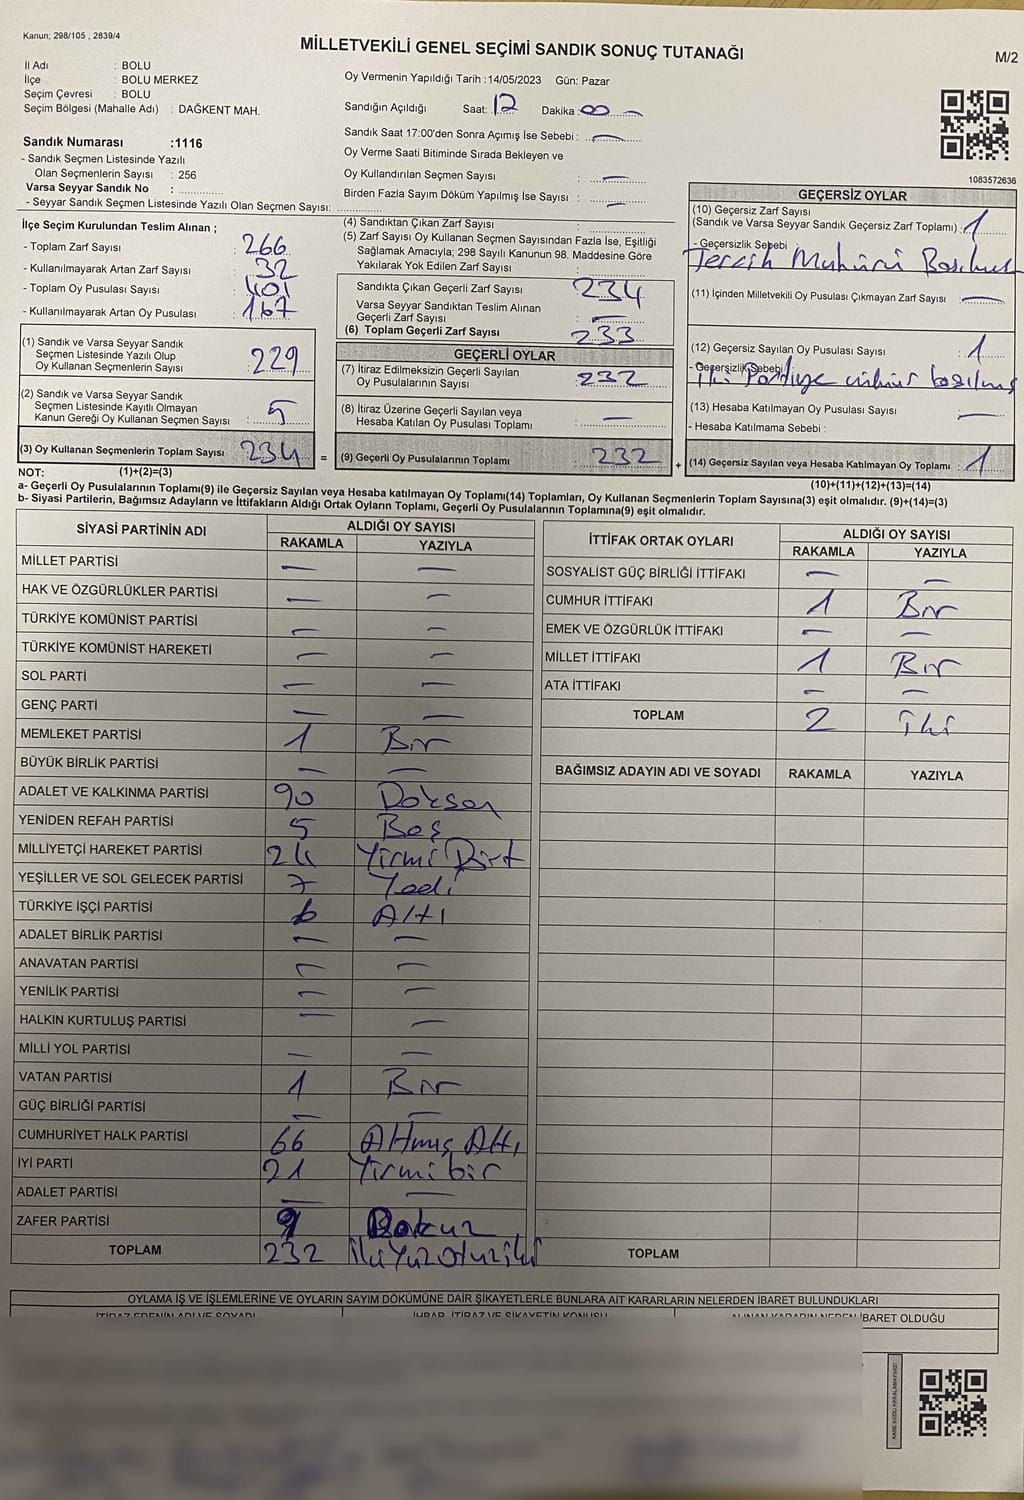 Kanun; 298/105 , 2839/4
MİLLETVEKİLİ GENEL SEÇİMİ SANDIK SONUÇ TUTANAĞI
M/2
İl Adı : BOLU
İlçe : BOLU MERKEZ
Seçim Çevresi : BOLU
Seçim Bölgesi (Mahalle Adı) : DAĞKENT MAH.
Sandık Numarası :1116
- Sandık Seçmen Listesinde Yazılı
Olan Seçmenlerin Sayısı : 256
Varsa Seyyar Sandık No :
- Seyyar Sandık Seçmen Listesinde Yazılı Olan Seçmen Sayısı:
Oy Vermenin Yapıldığı Tarih :14/05/2023 Gün: Pazar
Sandığın Açıldığı Saat: 12 Dakika : 00
Sandık Saat 17:00'den Sonra Açımış İse Sebebi : —
Oy Verme Saati Bitiminde Sırada Bekleyen ve
Oy Kullandırılan Seçmen Sayısı : —
Birden Fazla Sayım Döküm Yapılmış İse Sayısı : —
1083572636
İlçe Seçim Kurulundan Teslim Alınan ;
- Toplam Zarf Sayısı : 266
- Kullanılmayarak Artan Zarf Sayısı : 32
- Toplam Oy Pusulası Sayısı : 401
- Kullanılmayarak Artan Oy Pusulası : 167
(1) Sandık ve Varsa Seyyar Sandık
Seçmen Listesinde Yazılı Olup
Oy Kullanan Seçmenlerin Sayısı : 229
(2) Sandık ve Varsa Seyyar Sandık
Seçmen Listesinde Kayıtlı Olmayan
Kanun Gereği Oy Kullanan Seçmen Sayısı : 5
(3) Oy Kullanan Seçmenlerin Toplam Sayısı 234 =
(4) Sandıktan Çıkan Zarf Sayısı :
(5) Zarf Sayısı Oy Kullanan Seçmen Sayısından Fazla İse, Eşitliği
Sağlamak Amacıyla; 298 Sayılı Kanunun 98. Maddesine Göre
Yakılarak Yok Edilen Zarf Sayısı :
Sandıkta Çıkan Geçerli Zarf Sayısı : 234
Varsa Seyyar Sandıktan Teslim Alınan
Geçerli Zarf Sayısı : —
(6) Toplam Geçerli Zarf Sayısı : 233
GEÇERLİ OYLAR
(7) İtiraz Edilmeksizin Geçerli Sayılan
Oy Pusulalarının Sayısı : 232
(8) İtiraz Üzerine Geçerli Sayılan veya
Hesaba Katılan Oy Pusulası Toplamı : —
(9) Geçerli Oy Pusulalarının Toplamı : 232 +
GEÇERSİZ OYLAR
(10) Geçersiz Zarf Sayısı
(Sandık ve Varsa Seyyar Sandık Geçersiz Zarf Toplamı) : 1
- Geçersizlik Sebebi
Tercih Mühürü
(11) İçinden Milletvekili Oy Pusulası Çıkmayan Zarf Sayısı : —
(12) Geçersiz Sayılan Oy Pusulası Sayısı : 1
- Geçersizlik Sebebi
İki Partiye mühür basılmış
(13) Hesaba Katılmayan Oy Pusulası Sayısı : —
- Hesaba Katılmama Sebebi :
(14) Geçersiz Sayılan veya Hesaba Katılmayan Oy Toplamı : 1
NOT: (1)+(2)=(3)
(10)+(11)+(12)+(13)=(14)
a- Geçerli Oy Pusulalarının Toplamı(9) ile Geçersiz Sayılan veya Hesaba katılmayan Oy Toplamı(14) Toplamları, Oy Kullanan Seçmenlerin Toplam Sayısına(3) eşit olmalıdır. (9)+(14)=(3)
b- Siyasi Partilerin, Bağımsız Adayların ve İttifakların Aldığı Ortak Oyların Toplamı, Geçerli Oy Pusulalarının Toplamına(9) eşit olmalıdır.
SİYASİ PARTİNİN ADI ALDIĞI OY SAYISI
RAKAMLA YAZIYLA
MİLLET PARTİSİ — —
HAK VE ÖZGÜRLÜKLER PARTİSİ — —
TÜRKİYE KOMÜNİST PARTİSİ — —
TÜRKİYE KOMÜNİST HAREKETİ — —
SOL PARTİ — —
GENÇ PARTİ — —
MEMLEKET PARTİSİ 1 Bir
BÜYÜK BİRLİK PARTİSİ — —
ADALET VE KALKINMA PARTİSİ 90 Doksan
YENİDEN REFAH PARTİSİ 5 Beş
MİLLİYETÇİ HAREKET PARTİSİ 24 Yirmi Dört
YEŞİLLER VE SOL GELECEK PARTİSİ 7 Yedi
TÜRKİYE İŞÇİ PARTİSİ 6 Altı
ADALET BİRLİK PARTİSİ — —
ANAVATAN PARTİSİ — —
YENİLİK PARTİSİ — —
HALKIN KURTULUŞ PARTİSİ — —
MİLLİ YOL PARTİSİ — —
VATAN PARTİSİ 1 Bir
GÜÇ BİRLİĞİ PARTİSİ — —
CUMHURİYET HALK PARTİSİ 66 Altmış Altı
İYİ PARTİ 21 Yirmi bir
ADALET PARTİSİ — —
ZAFER PARTİSİ 9 Dokuz
TOPLAM 232 İkiYüzOtuziki
İTTİFAK ORTAK OYLARI ALDIĞI OY SAYISI
RAKAMLA YAZIYLA
SOSYALİST GÜÇ BİRLİĞİ İTTİFAKI — —
CUMHUR İTTİFAKI 1 Bir
EMEK VE ÖZGÜRLÜK İTTİFAKI — —
MİLLET İTTİFAKI 1 Bir
ATA İTTİFAKI — —
TOPLAM 2 iki
BAĞIMSIZ ADAYIN ADI VE SOYADI RAKAMLA YAZIYLA
TOPLAM
OYLAMA İŞ VE İŞLEMLERİNE VE OYLARIN SAYIM DÖKÜMÜNE DAİR ŞİKAYETLERLE BUNLARA AİT KARARLARIN NELERDEN İBARET BULUNDUKLARI
İTİRAZ EDENİN ADI VE SOYADI İHBAR, İTİRAZ VE ŞİKAYETİN KONUSU ALINAN KARARIN NEDEN İBARET OLDUĞU
KARE KODU KARALAMAYINIZ!